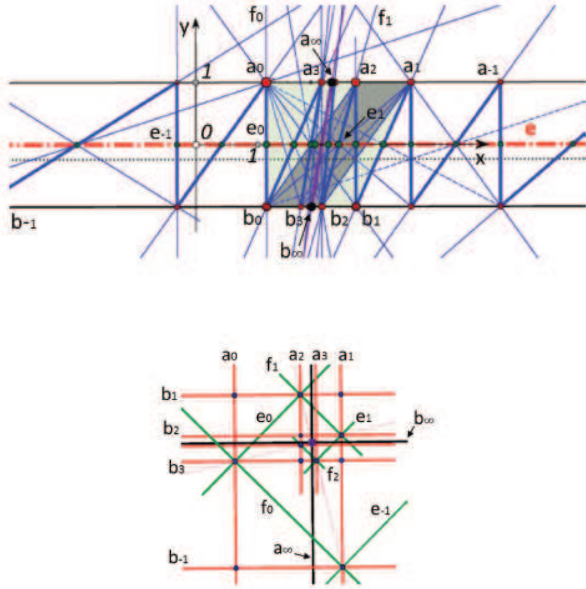 f₀ f₁
y a∞
1 a₀ a₃ a₂ a₁ a₋₁
e₋₁ 0 e₀ e₁ e
1 x
b₋₁ b₀ b₃ b₂ b₁
b∞
a₀ a₂ a₃ a₁
f₁
b₁
e₀ e₁ b∞
b₂
b₃
f₂
f₀ e₋₁
a∞
b₋₁